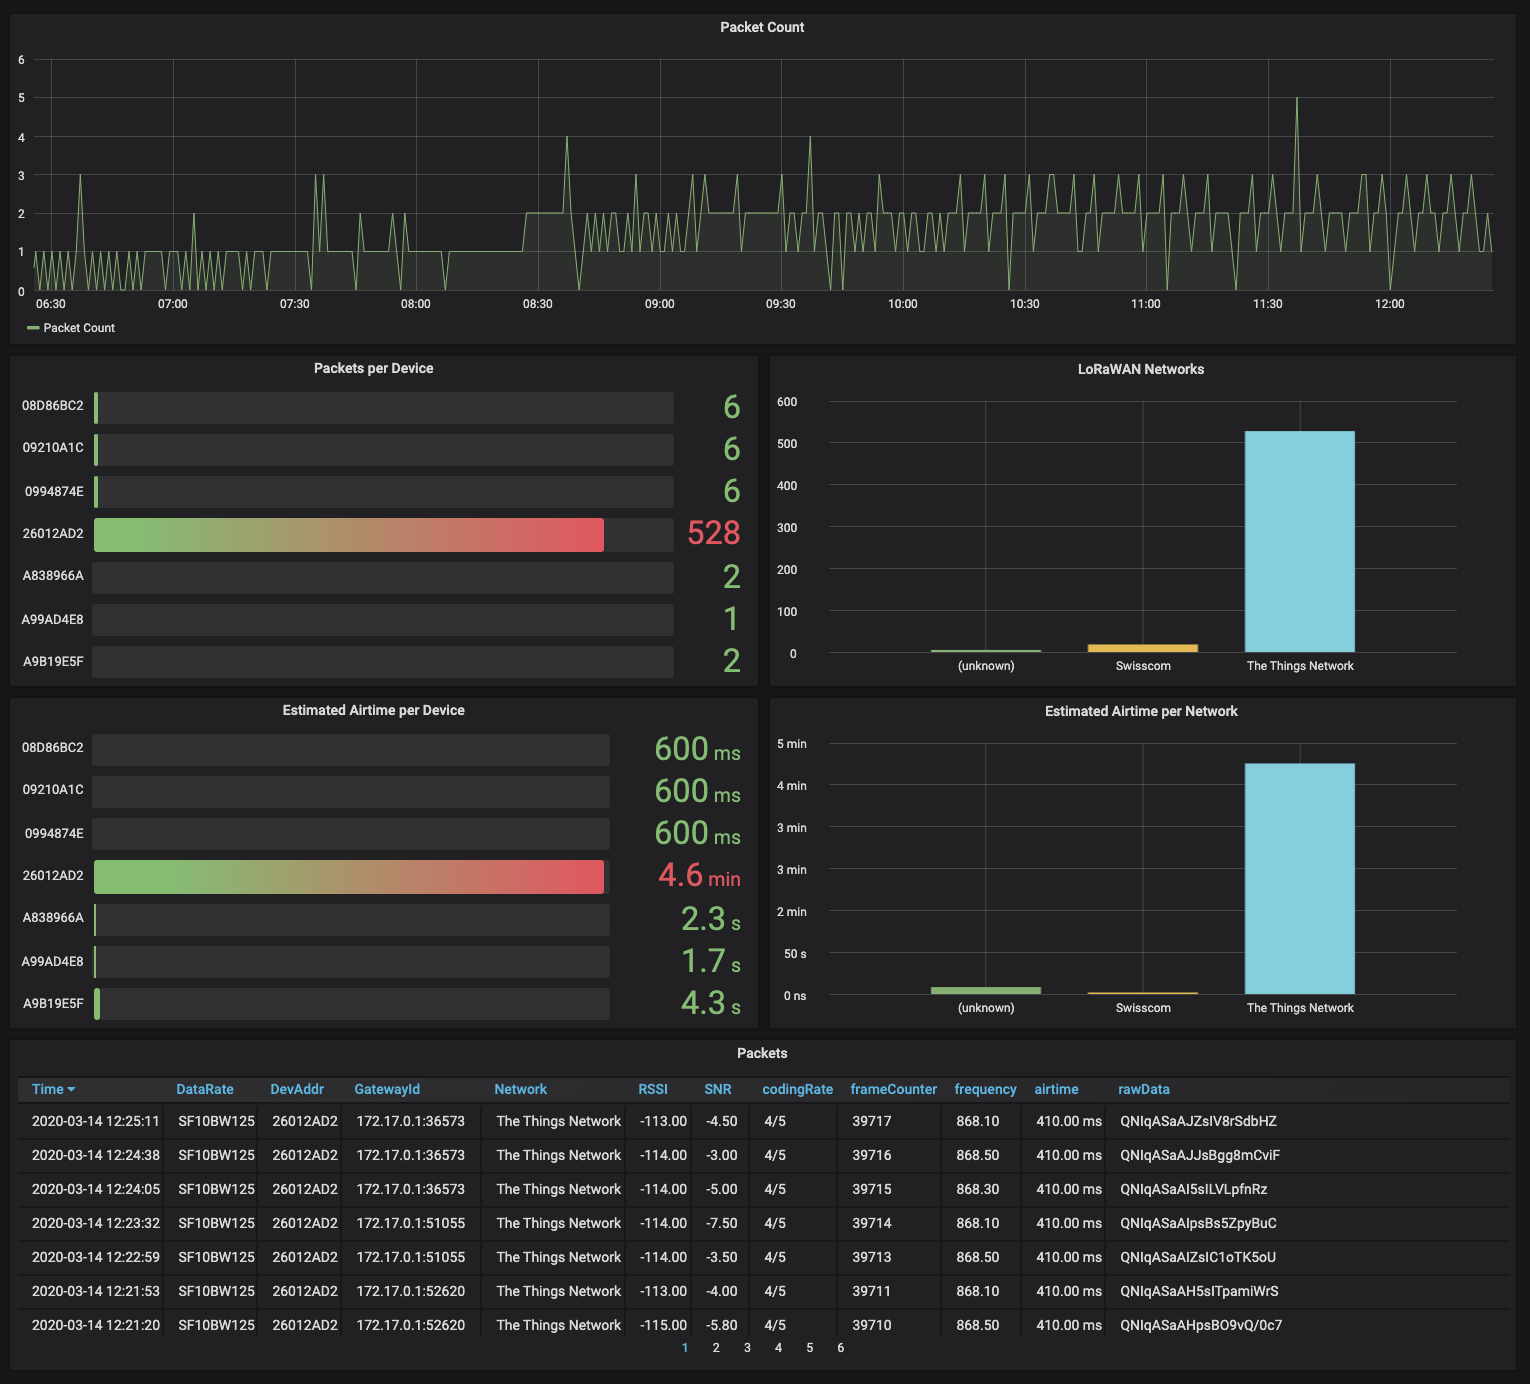 Packet Count
6
5
4
3
2
1
0
06:30 07:00 07:30 08:00 08:30 09:00 09:30 10:00 10:30 11:00 11:30 12:00
Packet Count
Packets per Device
08D86BC2 6
09210A1C 6
0994874E 6
26012AD2 528
A838966A 2
A99AD4E8 1
A9B19E5F 2
LoRaWAN Networks
600
500
400
300
200
100
0
(unknown) Swisscom The Things Network
Estimated Airtime per Device
08D86BC2 600 ms
09210A1C 600 ms
0994874E 600 ms
26012AD2 4.6 min
A838966A 2.3 s
A99AD4E8 1.7 s
A9B19E5F 4.3 s
Estimated Airtime per Network
5 min
4 min
3 min
3 min
2 min
50 s
0 ns
(unknown) Swisscom The Things Network
Packets
Time DataRate DevAddr GatewayId Network RSSI SNR codingRate frameCounter frequency airtime rawData
2020-03-14 12:25:11 SF10BW125 26012AD2 172.17.0.1:36573 The Things Network -113.00 -4.50 4/5 39717 868.10 410.00 ms QNIqASaAJZsIV8rSdbHZ
2020-03-14 12:24:38 SF10BW125 26012AD2 172.17.0.1:36573 The Things Network -114.00 -3.00 4/5 39716 868.50 410.00 ms QNIqASaAJJsBgg8mCviF
2020-03-14 12:24:05 SF10BW125 26012AD2 172.17.0.1:36573 The Things Network -114.00 -5.00 4/5 39715 868.30 410.00 ms QNIqASaAI5sILVLpfnRz
2020-03-14 12:23:32 SF10BW125 26012AD2 172.17.0.1:51055 The Things Network -114.00 -7.50 4/5 39714 868.10 410.00 ms QNIqASaAIpsBs5ZpyBuC
2020-03-14 12:22:59 SF10BW125 26012AD2 172.17.0.1:51055 The Things Network -114.00 -3.50 4/5 39713 868.50 410.00 ms QNIqASaAIZsIC1oTK5oU
2020-03-14 12:21:53 SF10BW125 26012AD2 172.17.0.1:52620 The Things Network -113.00 -4.00 4/5 39711 868.10 410.00 ms QNIqASaAH5sITpamiWrS
2020-03-14 12:21:20 SF10BW125 26012AD2 172.17.0.1:52620 The Things Network -115.00 -5.80 4/5 39710 868.50 410.00 ms QNIqASaAHpsBO9vQ/0c7
1 2 3 4 5 6